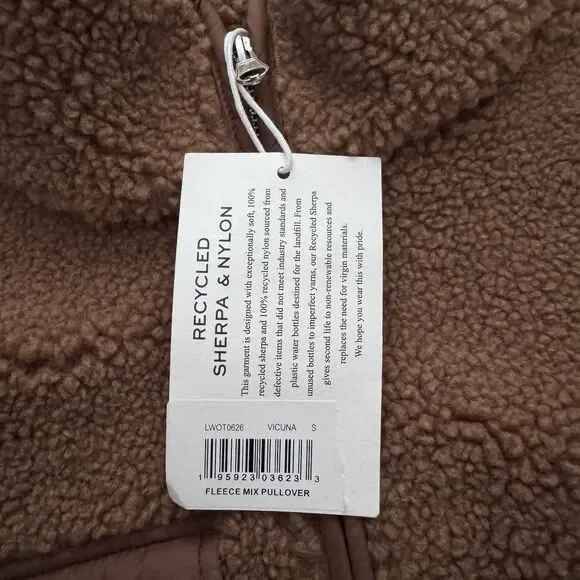 RECYCLED
SHERPA & NYLON
This garment is designed with exceptionally soft, 100%
recycled sherpa and 100% recycled nylon sourced from
defective items that did not meet industry standards and
plastic water bottles destined for the landfill. From
unused bottles to imperfect yarns, our Recycled Sherpa
gives second life to non-renewable resources and
replaces the need for virgin materials.
We hope you wear this with pride.
LWOT0626 VICUNA S
1 95923 03623 3
FLEECE MIX PULLOVER